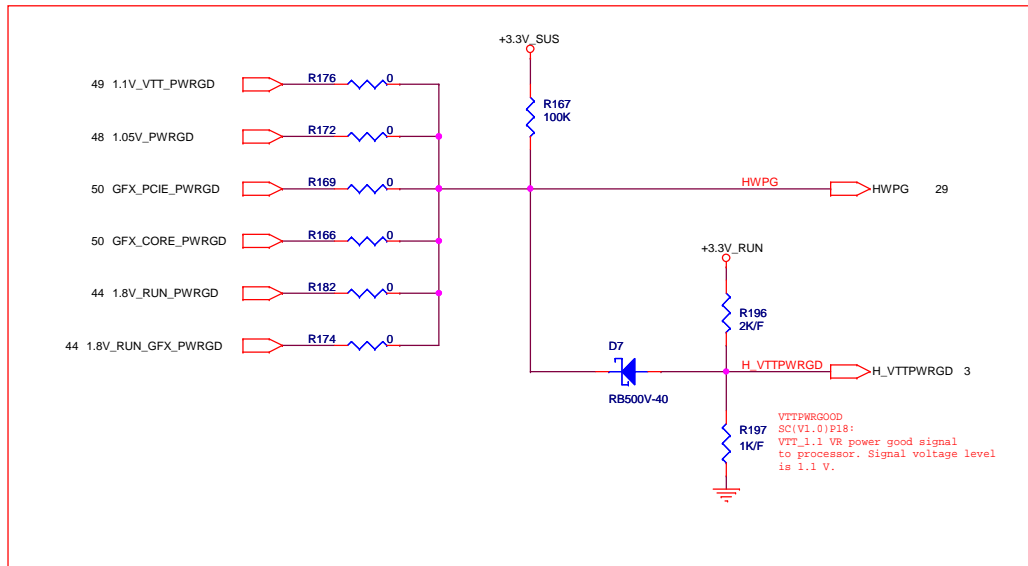 +3.3V_SUS
49 1.1V_VTT_PWRGD
R176
0
R167
100K
48 1.05V_PWRGD
R172
0
50 GFX_PCIE_PWRGD
R169
0
HWPG
HWPG 29
50 GFX_CORE_PWRGD
R166
0
+3.3V_RUN
44 1.8V_RUN_PWRGD
R182
0
R196
2K/F
44 1.8V_RUN_GFX_PWRGD
R174
0
D7
RB500V-40
H_VTTPWRGD
H_VTTPWRGD 3
R197
1K/F
VTTPWRGOOD
SC(V1.0)P18:
VTT_1.1 VR power good signal
to processor. Signal voltage level
is 1.1 V.